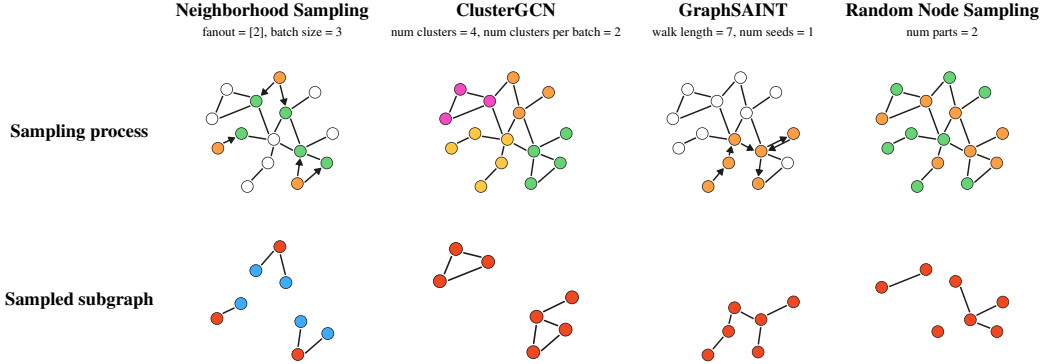 Neighborhood Sampling
fanout = [2], batch size = 3
ClusterGCN
num clusters = 4, num clusters per batch = 2
GraphSAINT
walk length = 7, num seeds = 1
Random Node Sampling
num parts = 2
Sampling process
Sampled subgraph